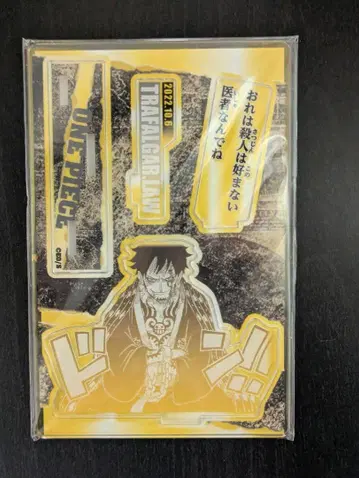 おれは殺人は好まない
医者なんでね
2022.10.6
TRAFALGAR.LAW
ONE PIECE
ドン!!